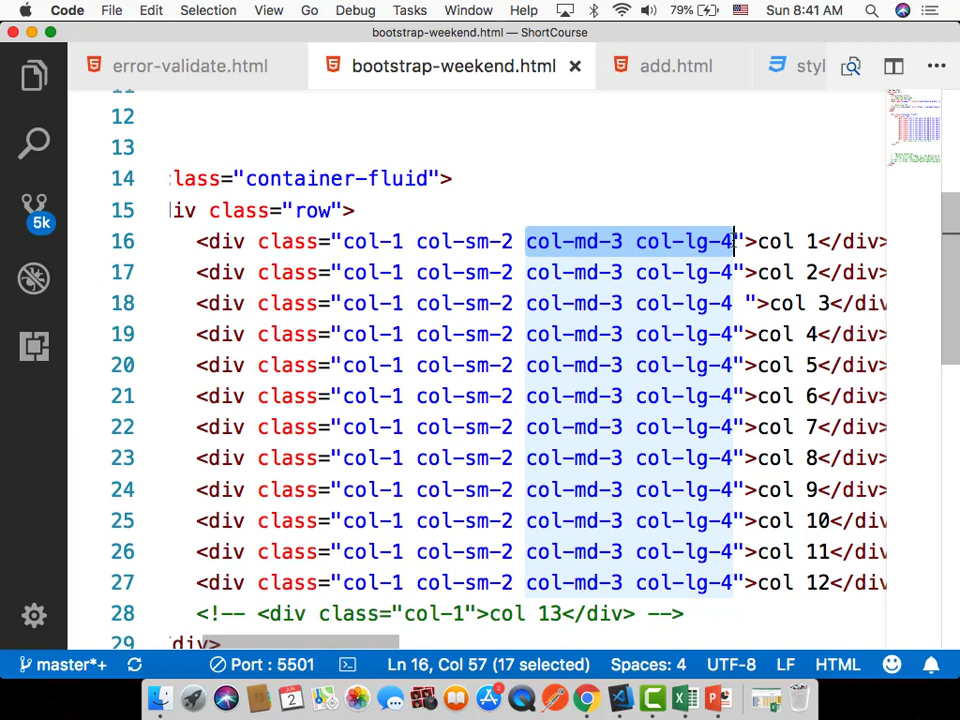 Code File Edit Selection View Go Debug Tasks Window Help 79% Sun 8:41 AM
bootstrap-weekend.html — ShortCourse
error-validate.html bootstrap-weekend.html add.html styl
11
12
13
14 class="container-fluid">
15 iv class="row">
16 <div class="col-1 col-sm-2 col-md-3 col-lg-4">col 1</div>
17 <div class="col-1 col-sm-2 col-md-3 col-lg-4">col 2</div>
18 <div class="col-1 col-sm-2 col-md-3 col-lg-4 ">col 3</div
19 <div class="col-1 col-sm-2 col-md-3 col-lg-4">col 4</div>
20 <div class="col-1 col-sm-2 col-md-3 col-lg-4">col 5</div>
21 <div class="col-1 col-sm-2 col-md-3 col-lg-4">col 6</div>
22 <div class="col-1 col-sm-2 col-md-3 col-lg-4">col 7</div>
23 <div class="col-1 col-sm-2 col-md-3 col-lg-4">col 8</div>
24 <div class="col-1 col-sm-2 col-md-3 col-lg-4">col 9</div>
25 <div class="col-1 col-sm-2 col-md-3 col-lg-4">col 10</div
26 <div class="col-1 col-sm-2 col-md-3 col-lg-4">col 11</div
27 <div class="col-1 col-sm-2 col-md-3 col-lg-4">col 12</div
28 <!-- <div class="col-1">col 13</div> -->
29 div>
5k
master*+ Port : 5501 Ln 16, Col 57 (17 selected) Spaces: 4 UTF-8 LF HTML